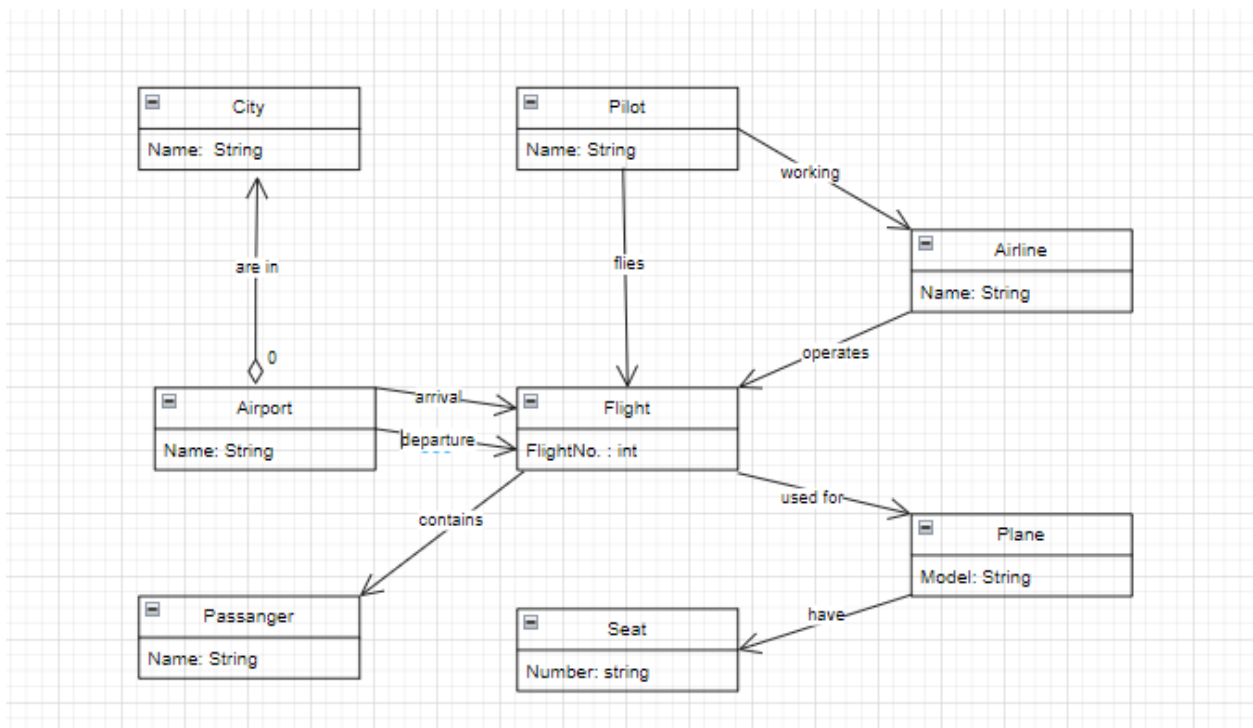 City
Name: String
Pilot
Name: String
working
Airline
Name: String
are in
flies
operates
0
Airport
Name: String
arrival
departure
Flight
FlightNo. : int
used for
contains
Plane
Model: String
Passanger
Name: String
Seat
Number: string
have